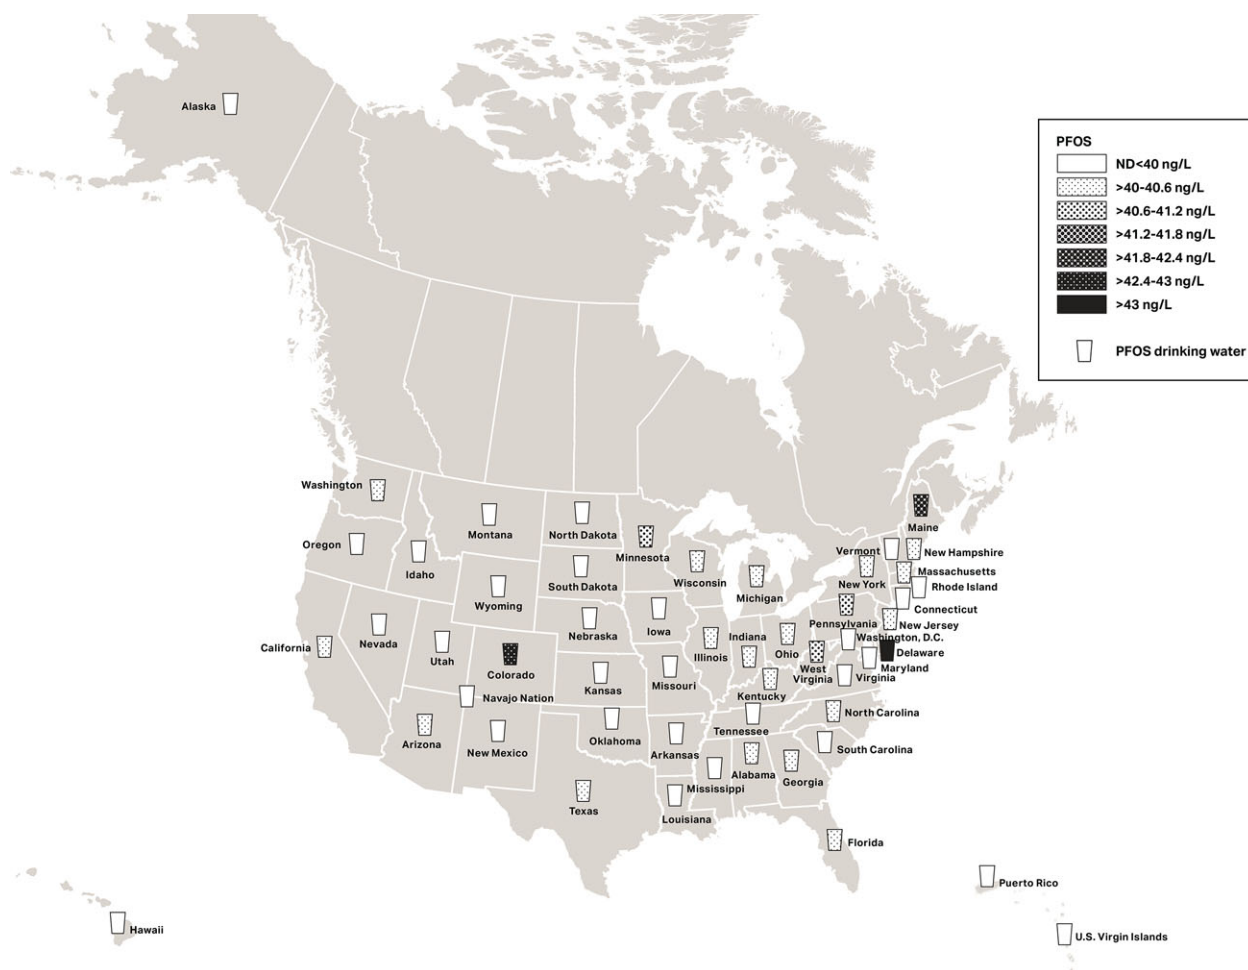 Alaska
PFOS
ND<40 ng/L
>40-40.6 ng/L
>40.6-41.2 ng/L
>41.2-41.8 ng/L
>41.8-42.4 ng/L
>42.4-43 ng/L
>43 ng/L
PFOS drinking water
Washington
Montana
North Dakota
Minnesota
Maine
Oregon
Idaho
Wyoming
South Dakota
Wisconsin
Michigan
Vermont
New Hampshire
New York
Massachusetts
Rhode Island
Connecticut
Pennsylvania
New Jersey
Washington, D.C.
Delaware
Maryland
California
Nevada
Utah
Colorado
Nebraska
Iowa
Illinois
Indiana
Ohio
West
Virginia
Virginia
Kansas
Missouri
Kentucky
Navajo Nation
North Carolina
Arizona
New Mexico
Oklahoma
Arkansas
Tennessee
South Carolina
Texas
Louisiana
Mississippi
Alabama
Georgia
Florida
Puerto Rico
Hawaii
U.S. Virgin Islands